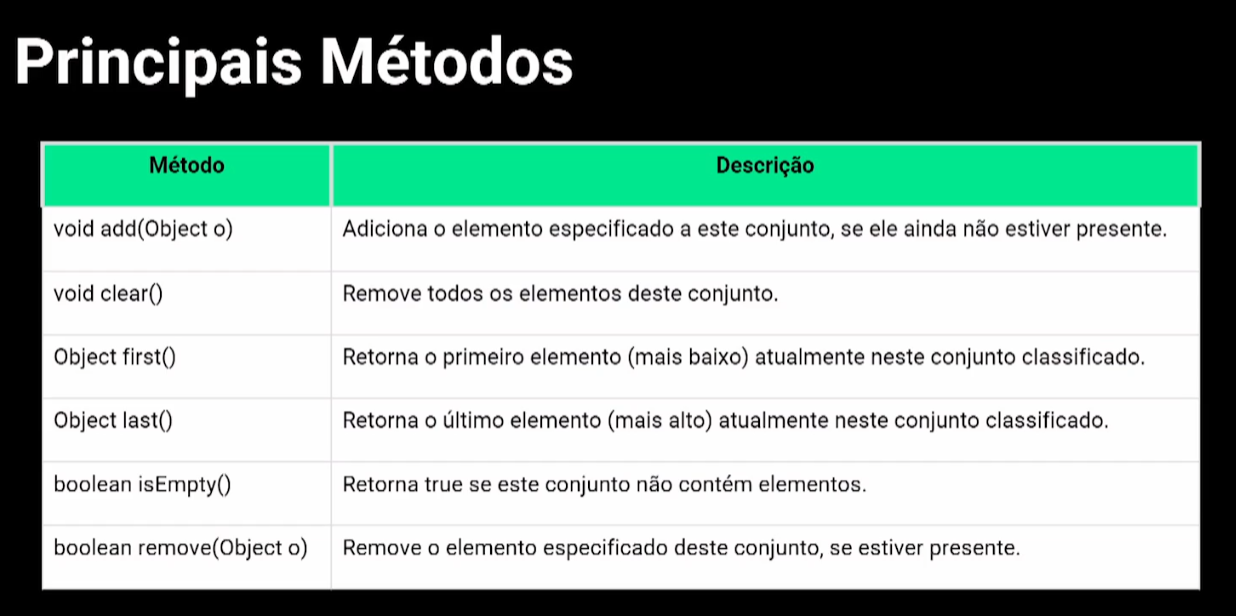 Principais Métodos
Método Descrição
void add(Object o) Adiciona o elemento especificado a este conjunto, se ele ainda não estiver presente.
void clear() Remove todos os elementos deste conjunto.
Object first() Retorna o primeiro elemento (mais baixo) atualmente neste conjunto classificado.
Object last() Retorna o último elemento (mais alto) atualmente neste conjunto classificado.
boolean isEmpty() Retorna true se este conjunto não contém elementos.
boolean remove(Object o) Remove o elemento especificado deste conjunto, se estiver presente.